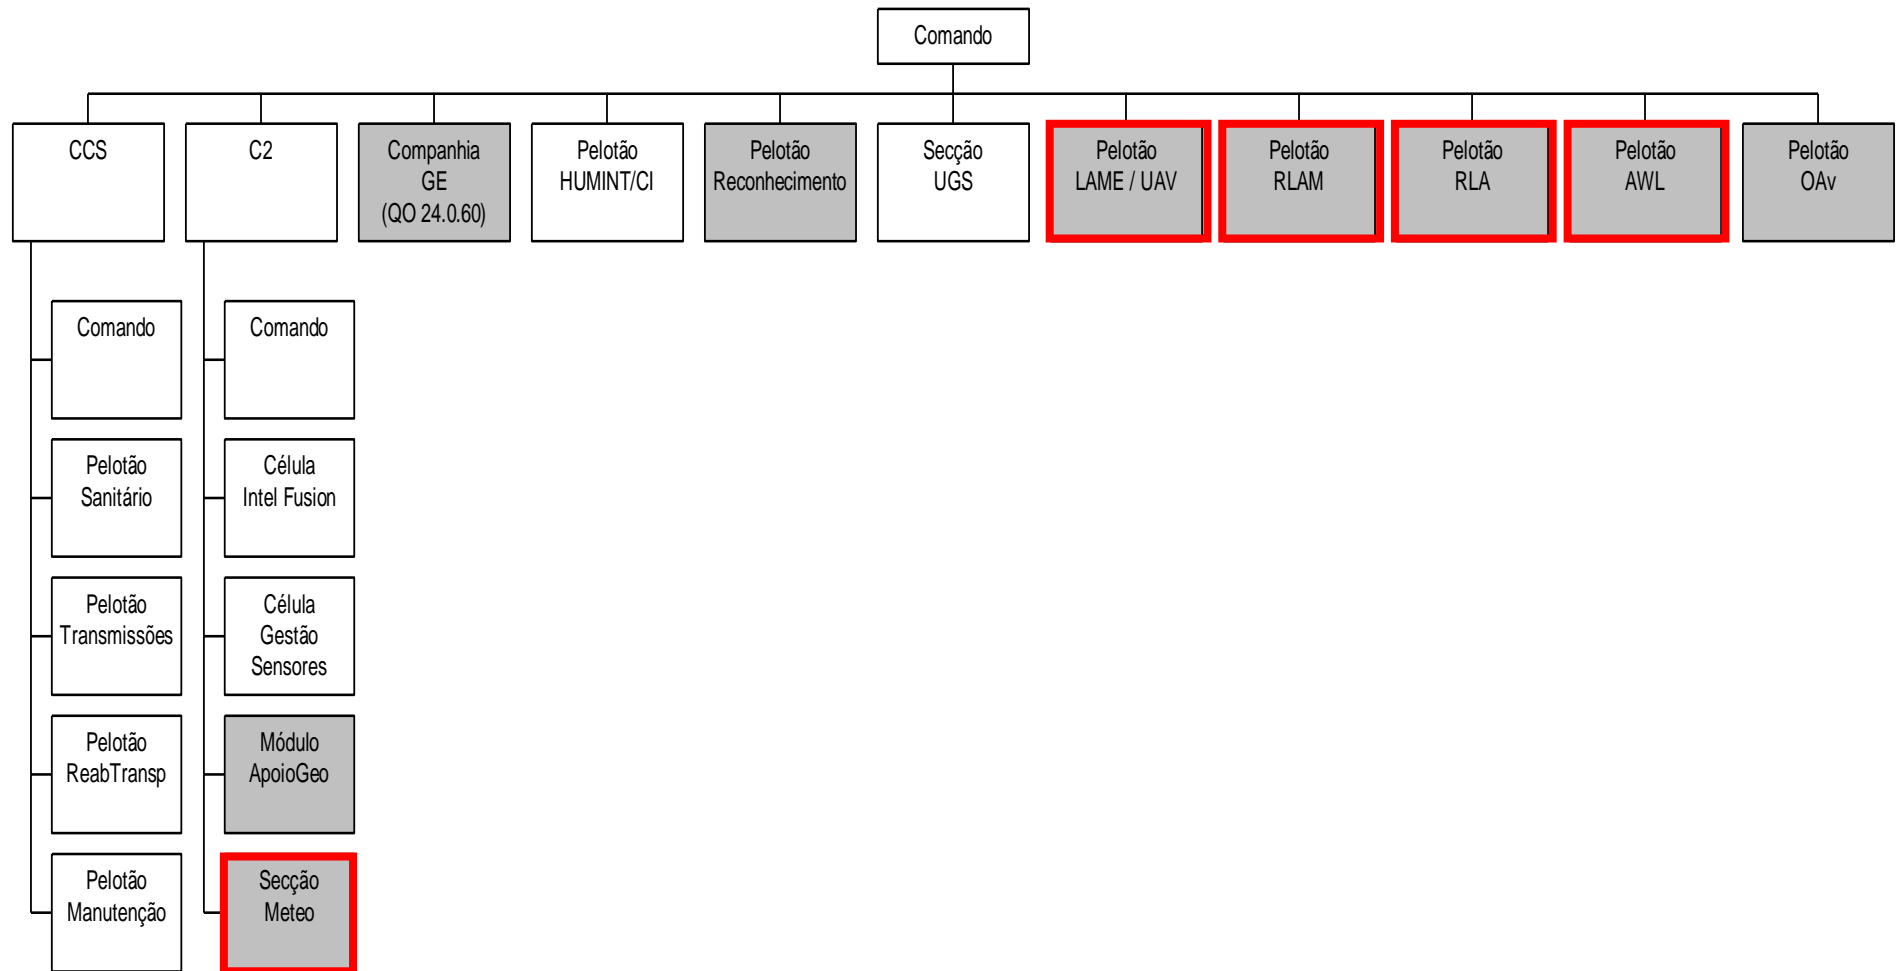 Comando
CCS
C2
Companhia
GE
(QO 24.0.60)
Pelotão
HUMINT/CI
Pelotão
Reconhecimento
Secção
UGS
Pelotão
LAME / UAV
Pelotão
RLAM
Pelotão
RLA
Pelotão
AWL
Pelotão
OAv
Comando
Pelotão
Sanitário
Pelotão
Transmissões
Pelotão
ReabTransp
Pelotão
Manutenção
Comando
Célula
Intel Fusion
Célula
Gestão
Sensores
Módulo
ApoioGeo
Secção
Meteo